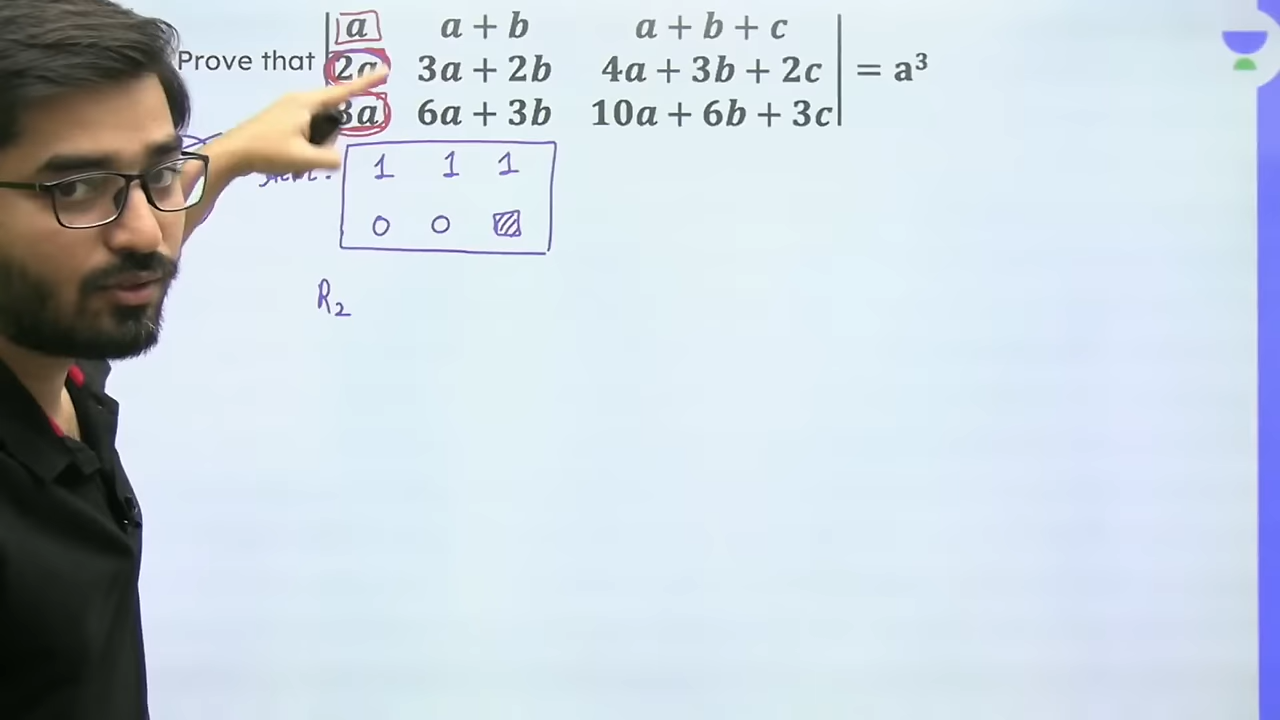 a a + b a + b + c
Prove that 2a 3a + 2b 4a + 3b + 2c = a³
3a 6a + 3b 10a + 6b + 3c
1 1 1
0 0
R₂